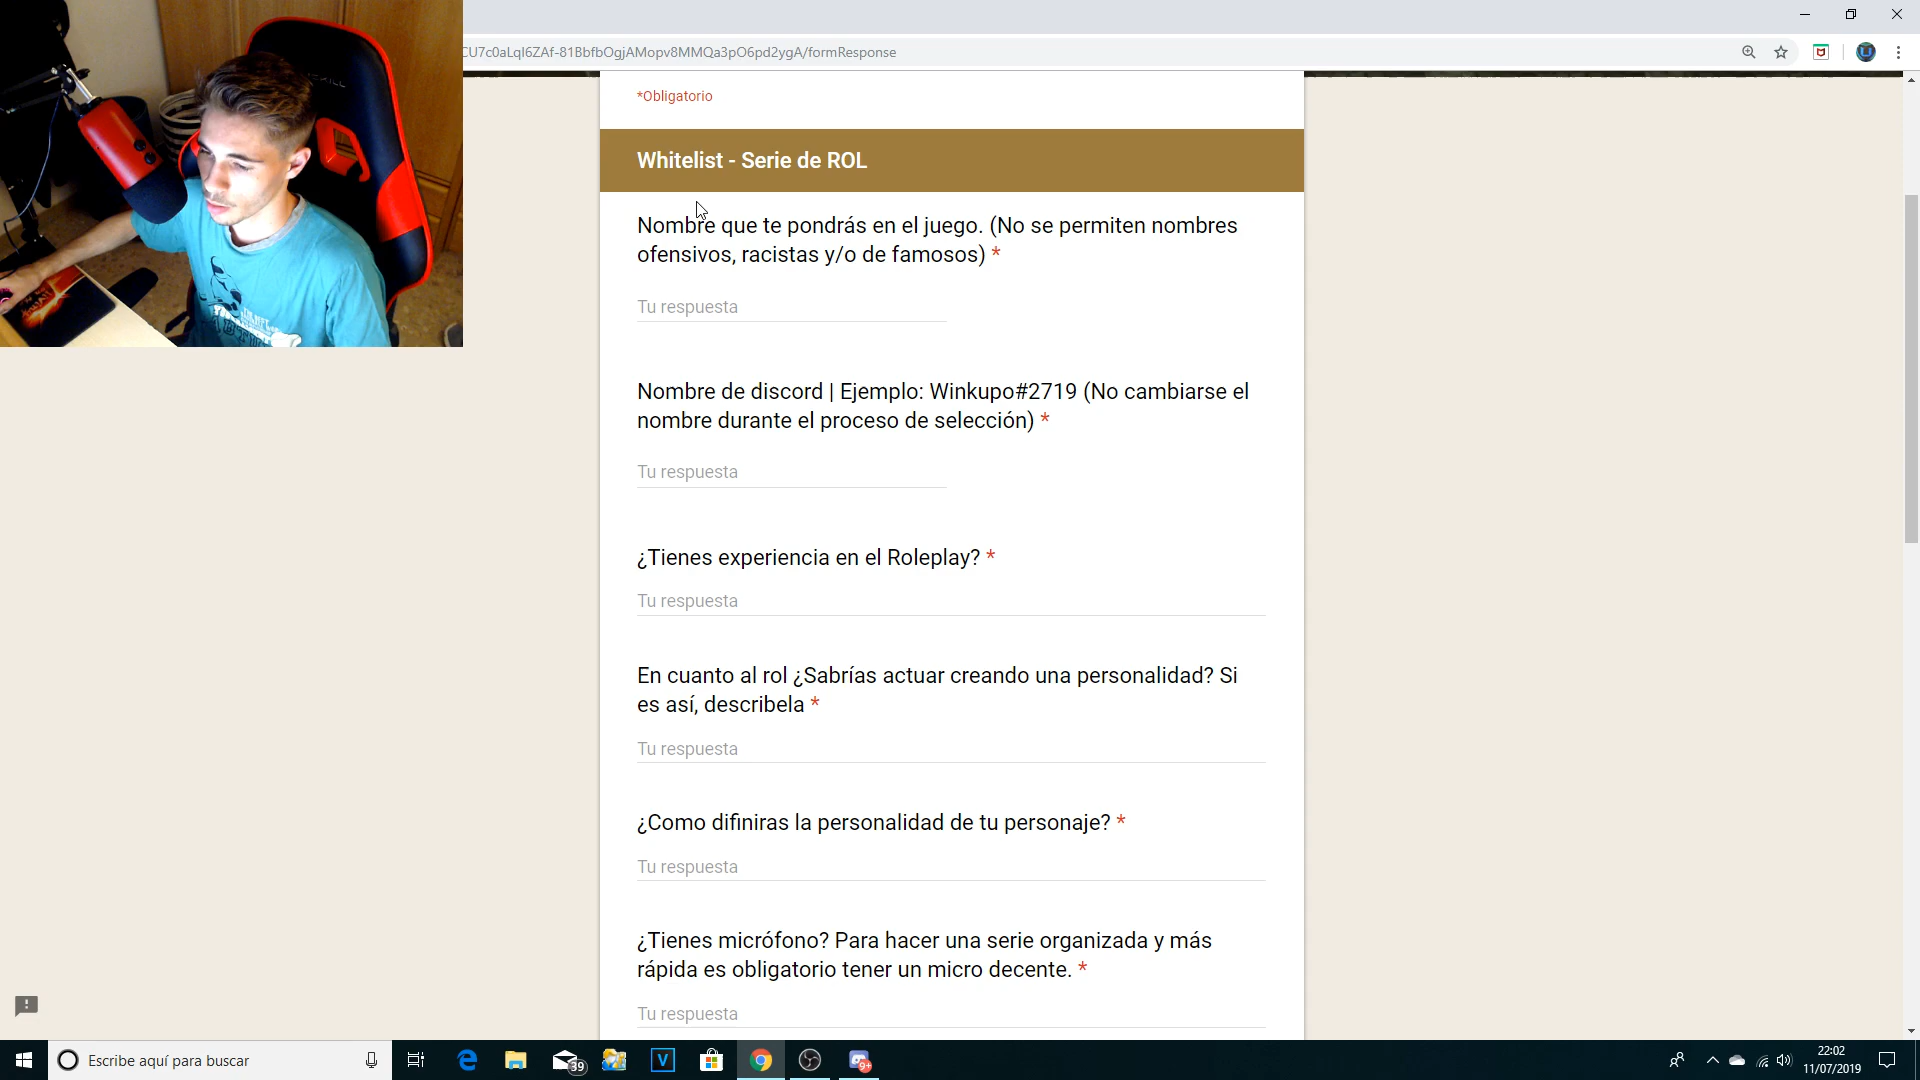 CU7c0aLqI6ZAf-81BbfbOgjAMopv8MMQa3pO6pd2ygA/formResponse
*Obligatorio
Whitelist - Serie de ROL
Nombre que te pondrás en el juego. (No se permiten nombres
ofensivos, racistas y/o de famosos) *
Tu respuesta
Nombre de discord | Ejemplo: Winkupo#2719 (No cambiarse el
nombre durante el proceso de selección) *
Tu respuesta
¿Tienes experiencia en el Roleplay? *
Tu respuesta
En cuanto al rol ¿Sabrías actuar creando una personalidad? Si
es así, describela *
Tu respuesta
¿Como difiniras la personalidad de tu personaje? *
Tu respuesta
¿Tienes micrófono? Para hacer una serie organizada y más
rápida es obligatorio tener un micro decente. *
Tu respuesta
Escribe aquí para buscar
39
V
9+
22:02
11/07/2019